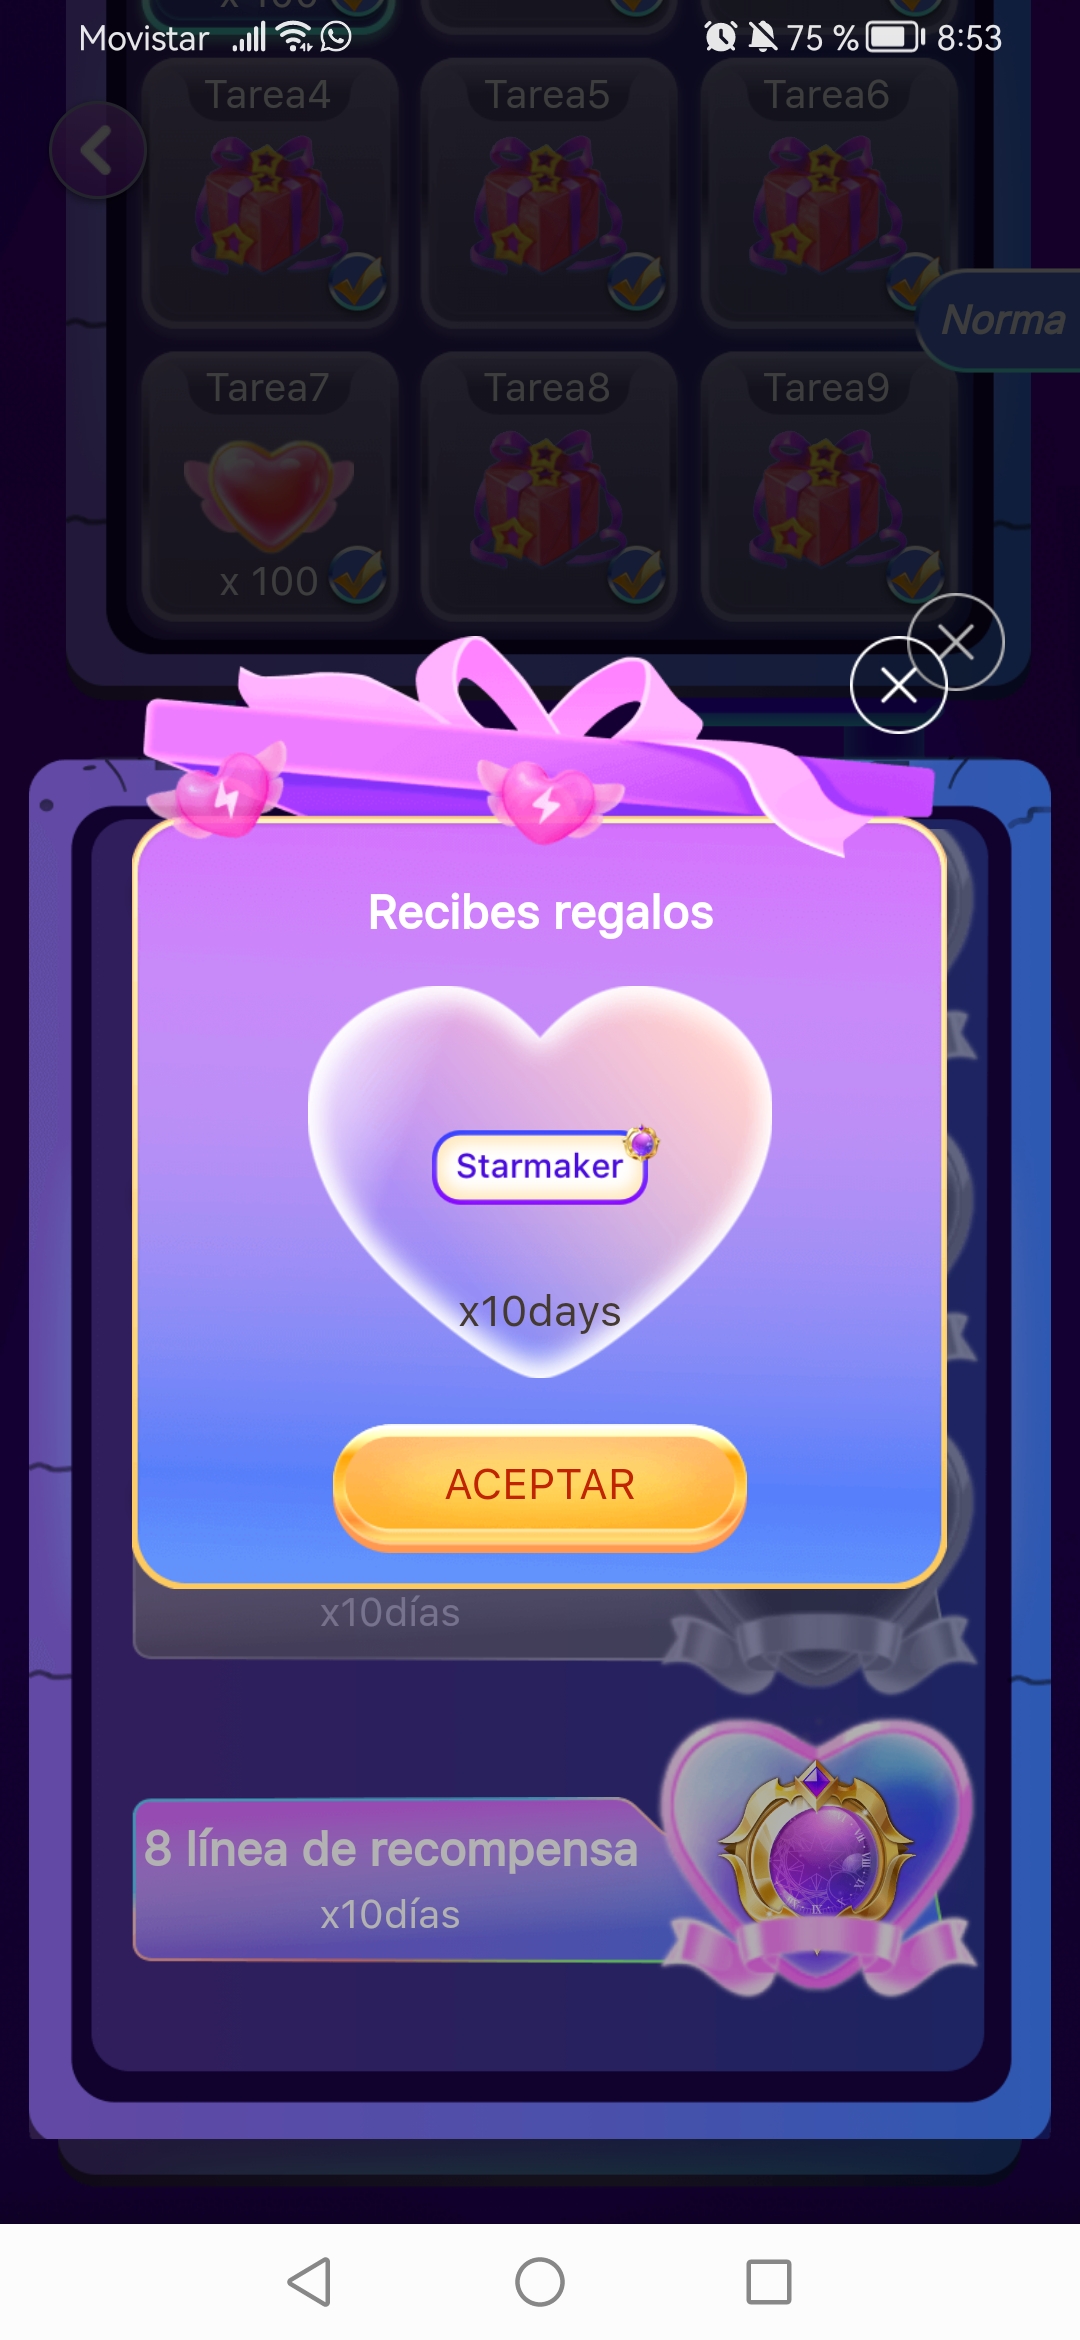 x 100
Movistar 75 % 8:53
Tarea4 Tarea5 Tarea6
Norma
Tarea7 Tarea8 Tarea9
x 100
Recibes regalos
Starmaker
x10days
ACEPTAR
x10días
8 línea de recompensa
x10días